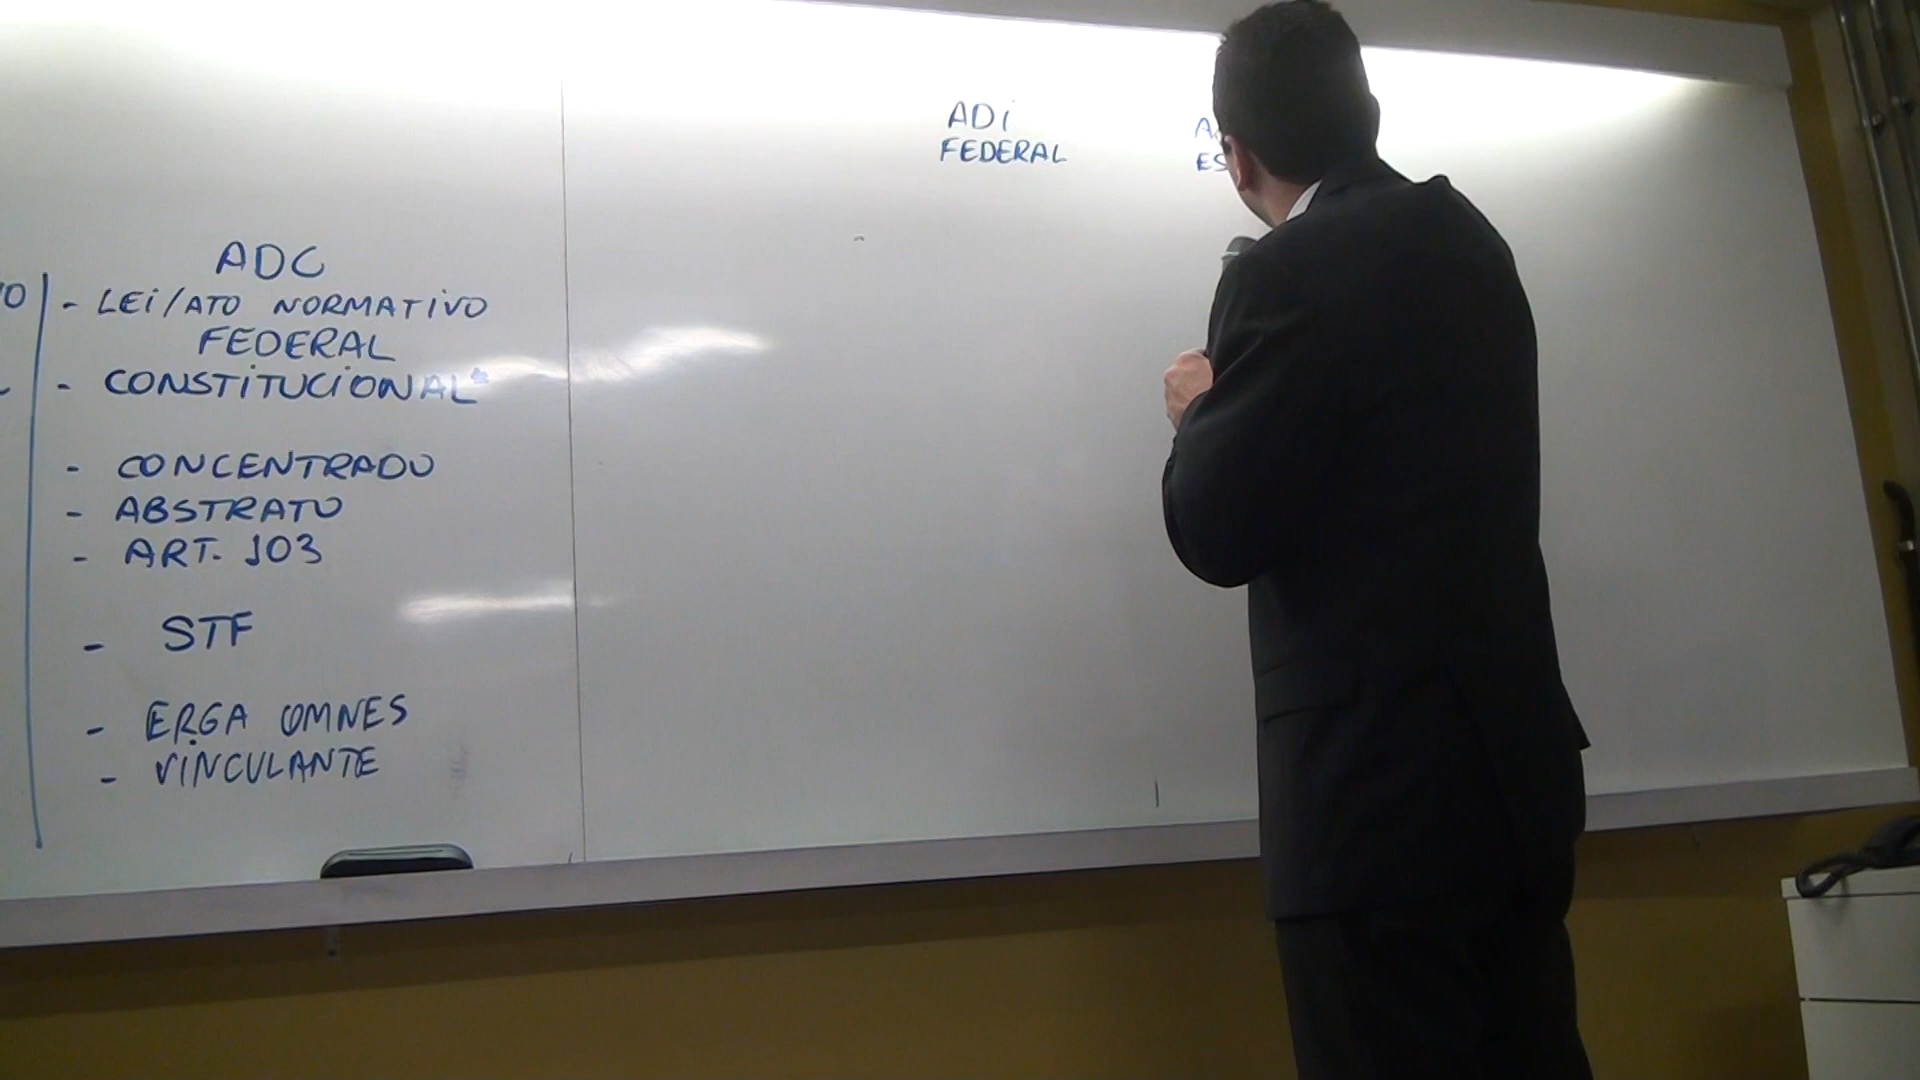 ADC
- LEI/ATO NORMATIVO
FEDERAL
- CONSTITUCIONAL
- CONCENTRADO
- ABSTRATO
- ART. 103
- STF
- ERGA OMNES
- VINCULANTE
ADI
FEDERAL